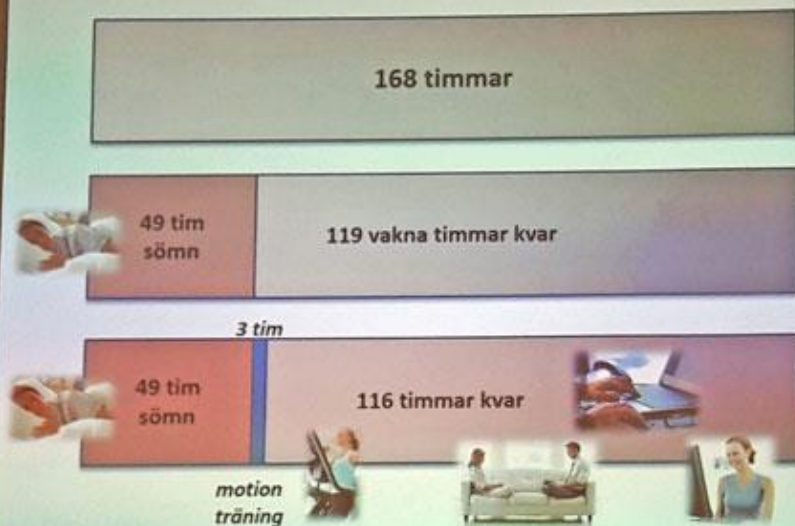 168 timmar
49 tim
sömn
119 vakna timmar kvar
3 tim
49 tim
sömn
116 timmar kvar
motion
träning